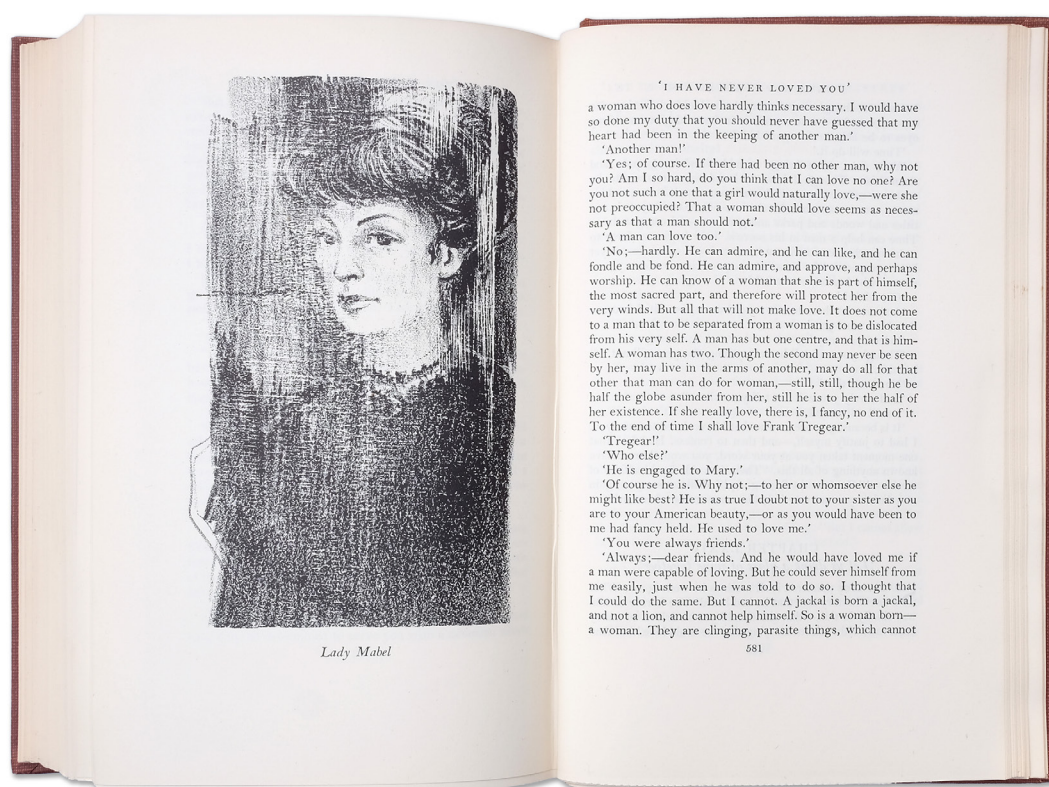 Lady Mabel
'I HAVE NEVER LOVED YOU'
a woman who does love hardly thinks necessary. I would have
so done my duty that you should never have guessed that my
heart had been in the keeping of another man.'
'Another man!'
'Yes; of course. If there had been no other man, why not
you? Am I so hard, do you think that I can love no one? Are
you not such a one that a girl would naturally love,—were she
not preoccupied? That a woman should love seems as neces-
sary as that a man should not.'
'A man can love too.'
'No;—hardly. He can admire, and he can like, and he can
fondle and be fond. He can admire, and approve, and perhaps
worship. He can know of a woman that she is part of himself,
the most sacred part, and therefore will protect her from the
very winds. But all that will not make love. It does not come
to a man that to be separated from a woman is to be dislocated
from his very self. A man has but one centre, and that is him-
self. A woman has two. Though the second may never be seen
by her, may live in the arms of another, may do all for that
other that man can do for woman,—still, still, though he be
half the globe asunder from her, still he is to her the half of
her existence. If she really love, there is, I fancy, no end of it.
To the end of time I shall love Frank Tregear.'
'Tregear!'
'Who else?'
'He is engaged to Mary.'
'Of course he is. Why not;—to her or whomsoever else he
might like best? He is as true I doubt not to your sister as you
are to your American beauty,—or as you would have been to
me had fancy held. He used to love me.'
'You were always friends.'
'Always;—dear friends. And he would have loved me if
a man were capable of loving. But he could sever himself from
me easily, just when he was told to do so. I thought that
I could do the same. But I cannot. A jackal is born a jackal,
and not a lion, and cannot help himself. So is a woman born—
a woman. They are clinging, parasite things, which cannot
581